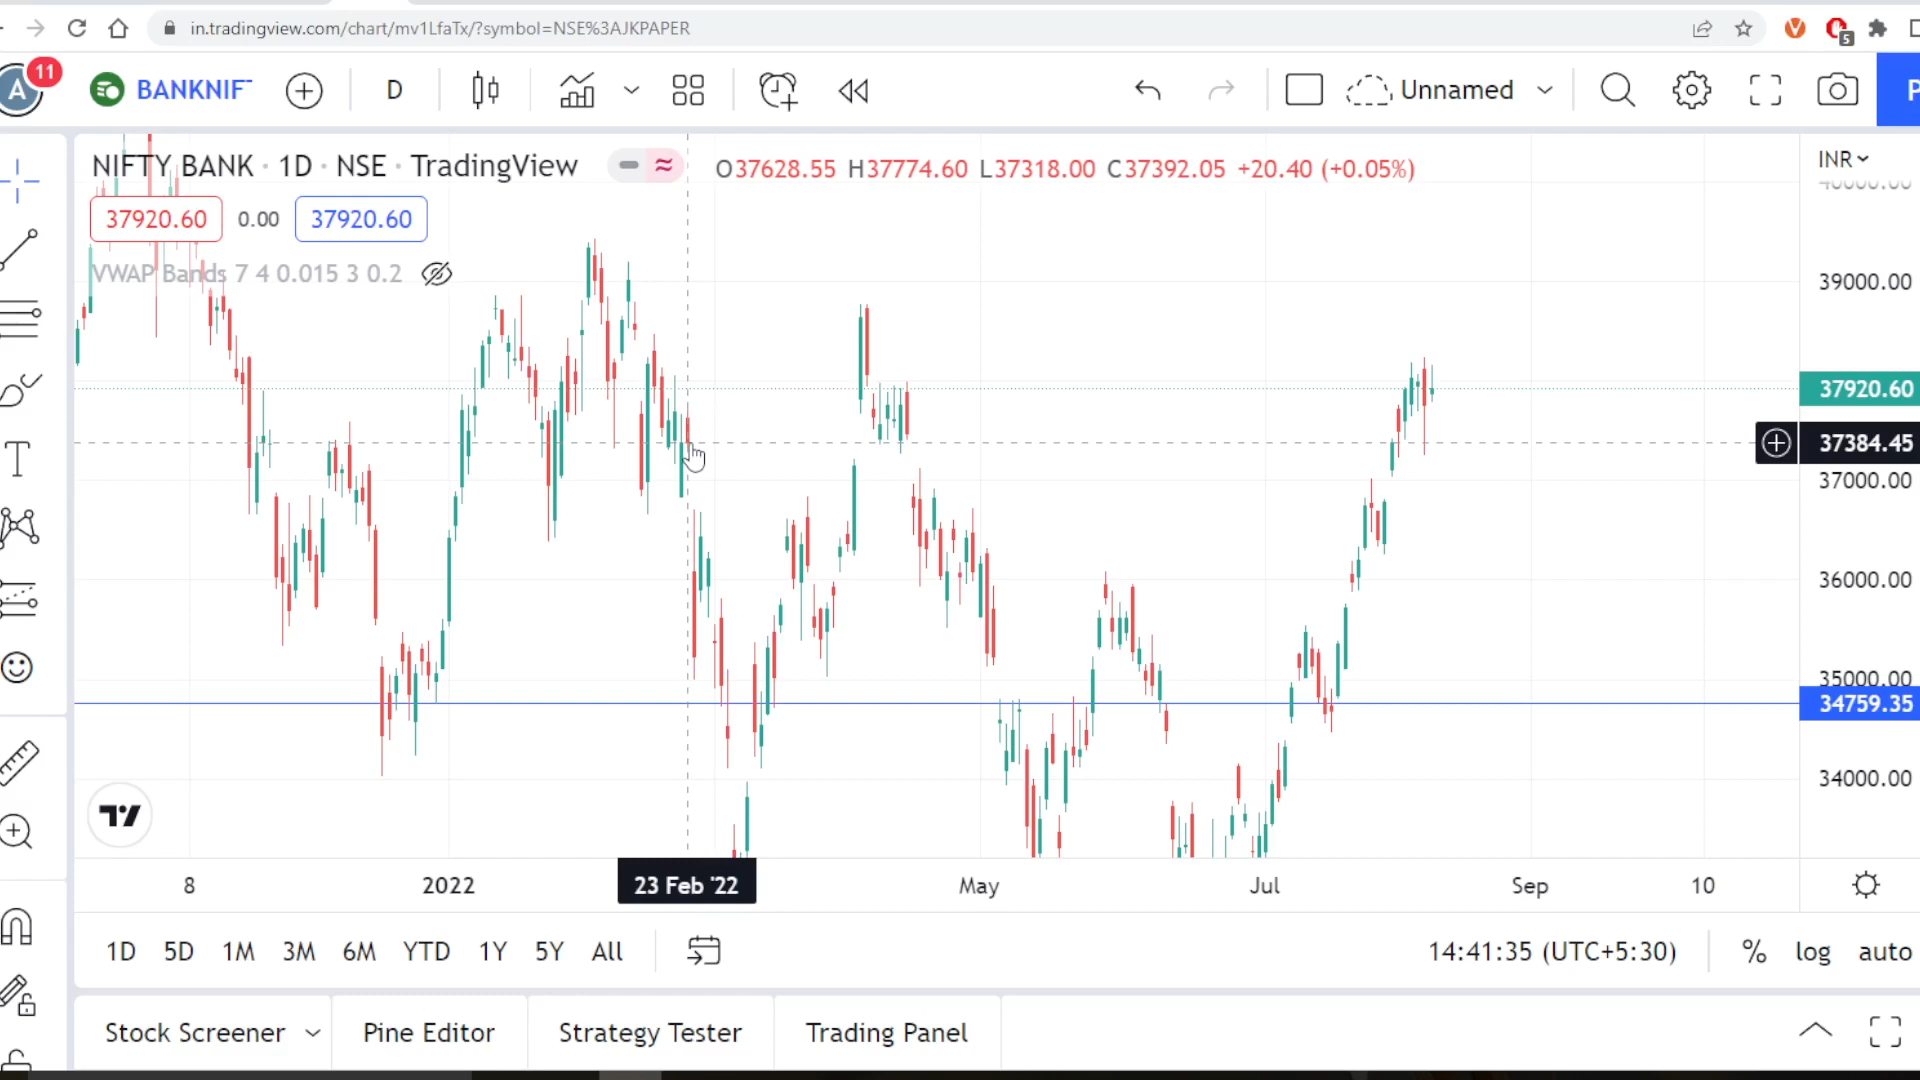 in.tradingview.com/chart/mv1LfaTx/?symbol=NSE%3AJKPAPER
5
A 11 BANKNIF D Unnamed P
NIFTY BANK · 1D · NSE · TradingView O37628.55 H37774.60 L37318.00 C37392.05 +20.40 (+0.05%) INR
40000.00
37920.60 0.00 37920.60
VWAP Bands 7 4 0.015 3 0.2
39000.00
37920.60
37384.45
37000.00
36000.00
35000.00
34759.35
34000.00
8 2022 23 Feb '22 May Jul Sep 10
1D 5D 1M 3M 6M YTD 1Y 5Y All 14:41:35 (UTC+5:30) % log auto
Stock Screener Pine Editor Strategy Tester Trading Panel